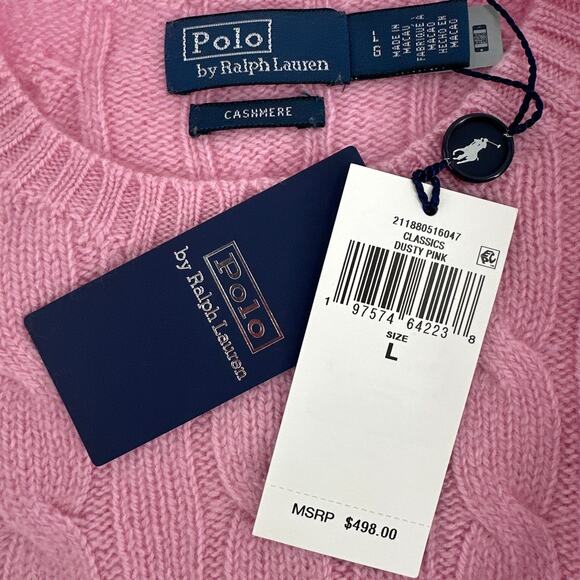 Polo
by Ralph Lauren
L
G
MADE IN
MACAU
FABRIQUÉ À
MACAO
HECHO EN
MACAO
CASHMERE
Polo
by Ralph Lauren
211880516047
CLASSICS
DUSTY PINK
1 97574 64223 8
SIZE
L
MSRP $498.00